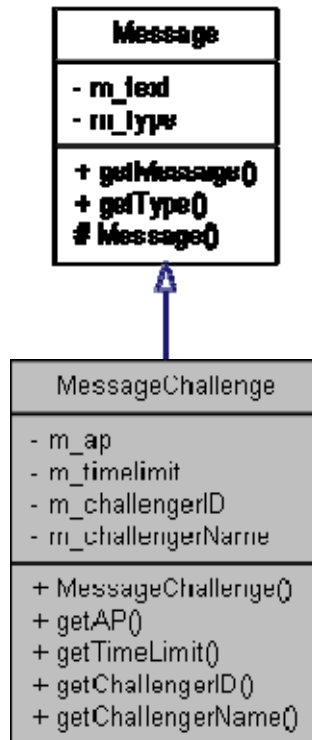 Message
- m_text
- m_type
+ getMessage()
+ getType()
# Message()
MessageChallenge
- m_ap
- m_timelimit
- m_challengerID
- m_challengerName
+ MessageChallenge()
+ getAP()
+ getTimeLimit()
+ getChallengerID()
+ getChallengerName()